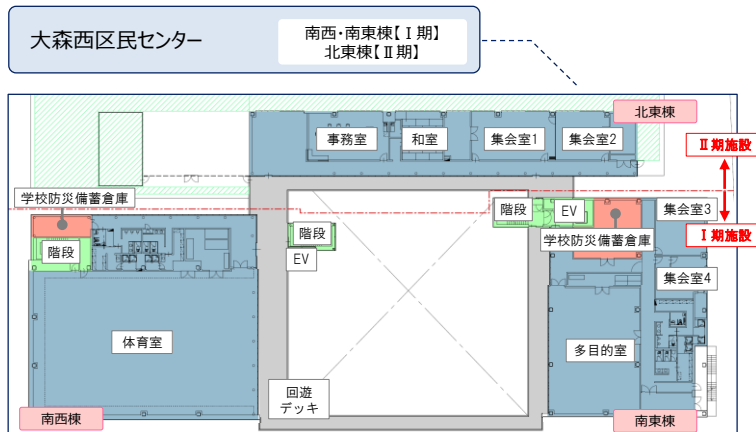 大森西区民センター
南西・南東棟【Ⅰ期】
北東棟【Ⅱ期】
北東棟
事務室
和室
集会室1
集会室2
Ⅱ期施設
学校防災備蓄倉庫
階段
EV
集会室3
Ⅰ期施設
階段
階段
EV
学校防災備蓄倉庫
集会室4
体育室
多目的室
回遊
デッキ
南西棟
南東棟